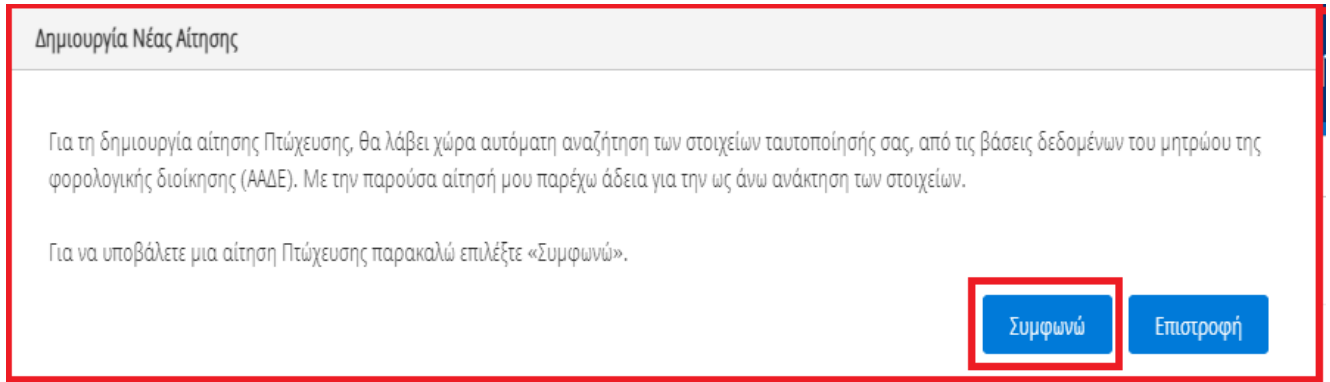 Δημιουργία Νέας Αίτησης
Για τη δημιουργία αίτησης Πτώχευσης, θα λάβει χώρα αυτόματη αναζήτηση των στοιχείων ταυτοποίησής σας, από τις βάσεις δεδομένων του μητρώου της
φορολογικής διοίκησης (ΑΑΔΕ). Με την παρούσα αίτησή μου παρέχω άδεια για την ως άνω ανάκτηση των στοιχείων.
Για να υποβάλετε μια αίτηση Πτώχευσης παρακαλώ επιλέξτε «Συμφωνώ».
Συμφωνώ Επιστροφή